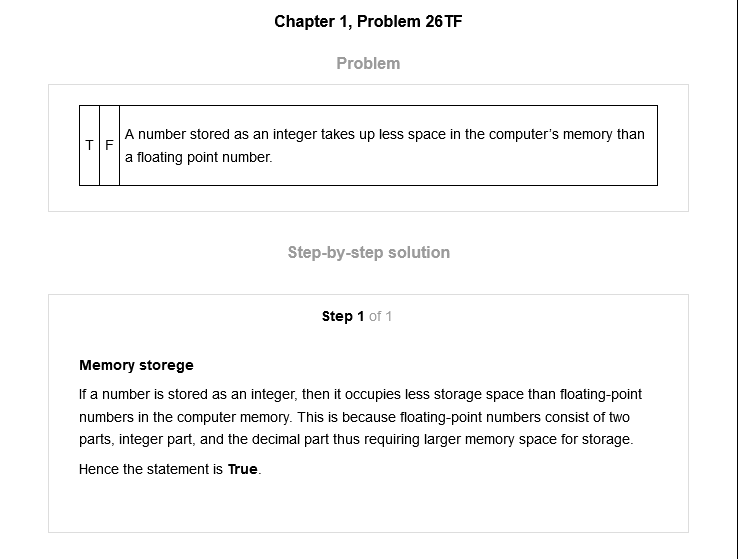 Chapter 1, Problem 26TF
Problem
T F A number stored as an integer takes up less space in the computer's memory than
a floating point number.
Step-by-step solution
Step 1 of 1
Memory storege
If a number is stored as an integer, then it occupies less storage space than floating-point
numbers in the computer memory. This is because floating-point numbers consist of two
parts, integer part, and the decimal part thus requiring larger memory space for storage.
Hence the statement is True.